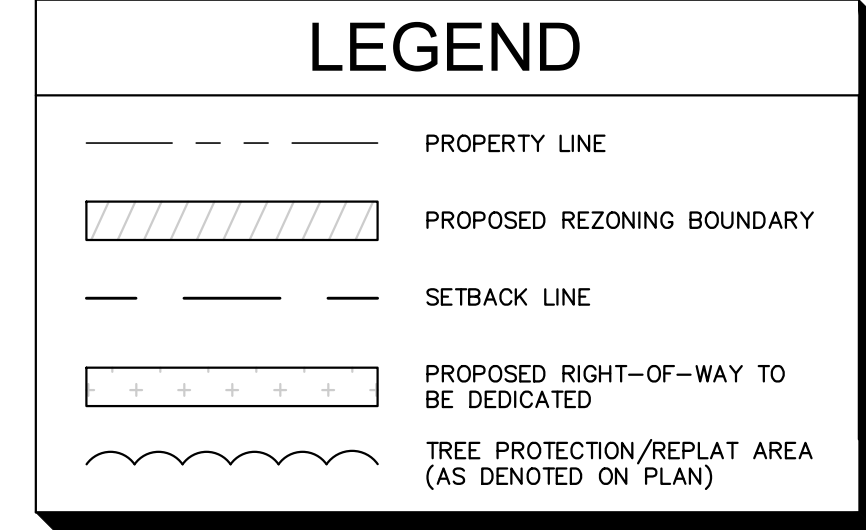 LEGEND
PROPERTY LINE
PROPOSED REZONING BOUNDARY
SETBACK LINE
PROPOSED RIGHT-OF-WAY TO
BE DEDICATED
TREE PROTECTION/REPLAT AREA
(AS DENOTED ON PLAN)